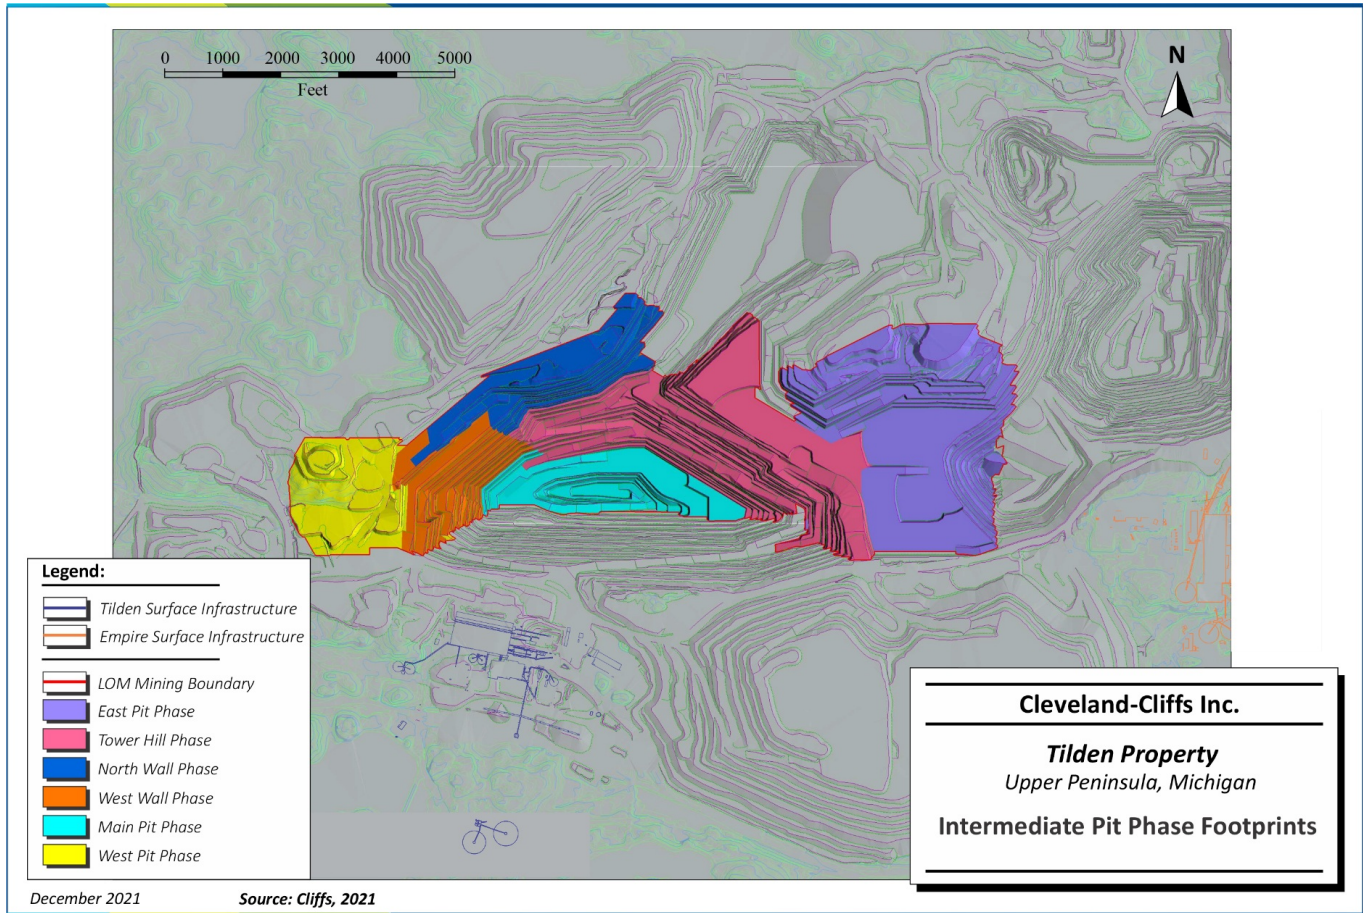 0 1000 2000 3000 4000 5000
Feet
N
Legend:
Tilden Surface Infrastructure
Empire Surface Infrastructure
LOM Mining Boundary
East Pit Phase
Tower Hill Phase
North Wall Phase
West Wall Phase
Main Pit Phase
West Pit Phase
Cleveland-Cliffs Inc.
Tilden Property
Upper Peninsula, Michigan
Intermediate Pit Phase Footprints
December 2021 Source: Cliffs, 2021